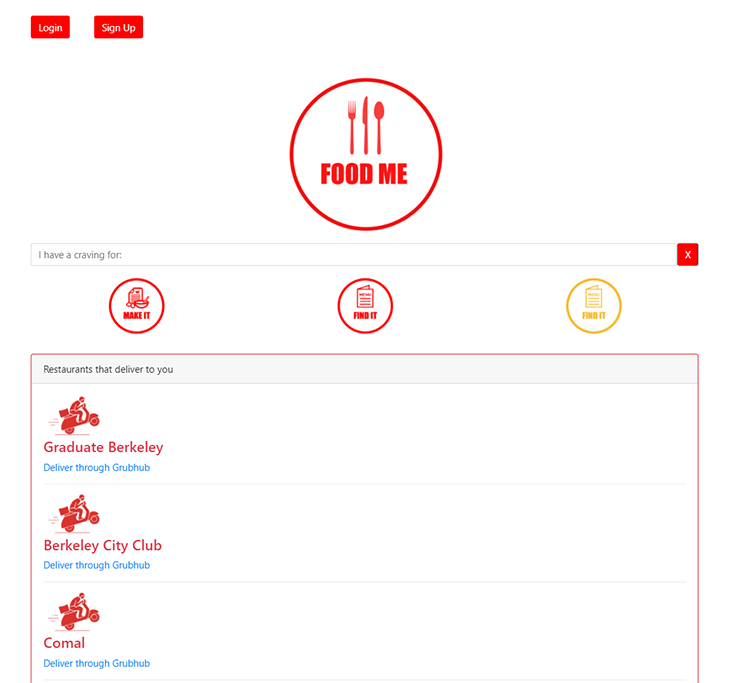 Login
Sign Up
FOOD ME
I have a craving for:
X
MAKE IT
FIND IT
FIND IT
Restaurants that deliver to you
Graduate Berkeley
Deliver through Grubhub
Berkeley City Club
Deliver through Grubhub
Comal
Deliver through Grubhub